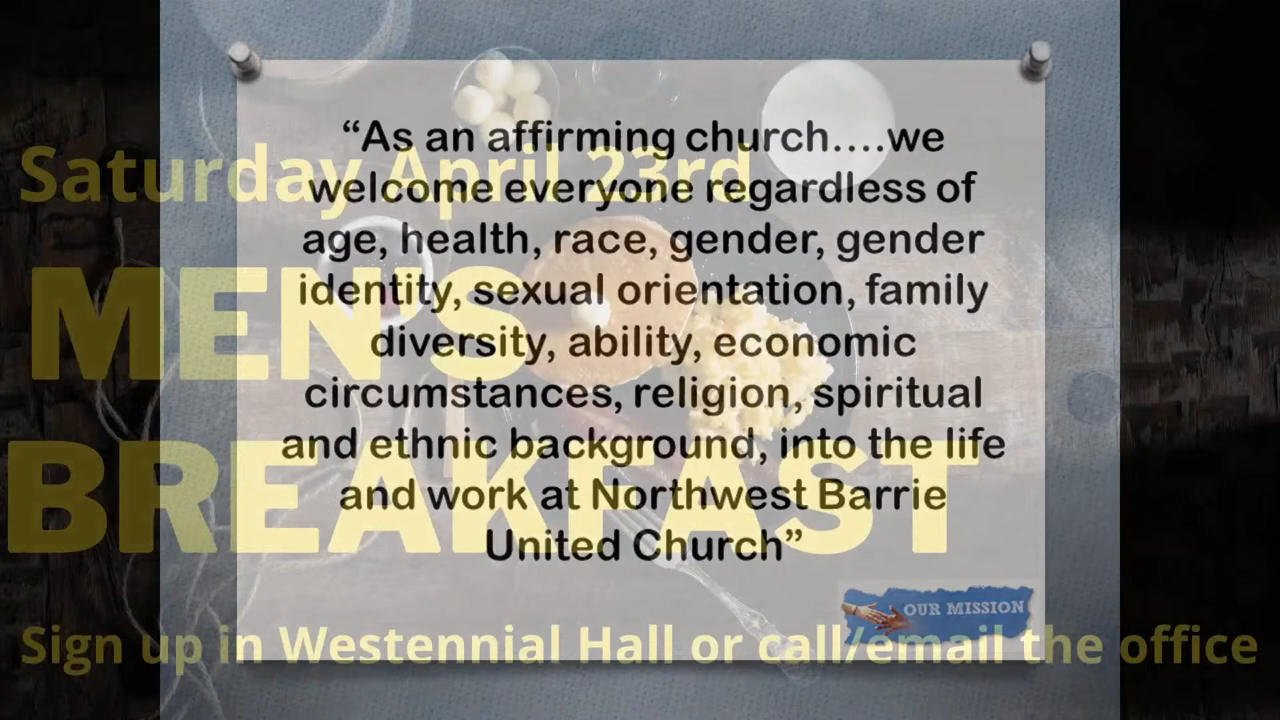 “As an affirming church....we
Saturday April 23rd
welcome everyone regardless of
age, health, race, gender, gender
identity, sexual orientation, family
MEN'S
diversity, ability, economic
circumstances, religion, spiritual
and ethnic background, into the life
BREAKFAST
and work at Northwest Barrie
United Church”
OUR MISSION
Sign up in Westennial Hall or call/email the office